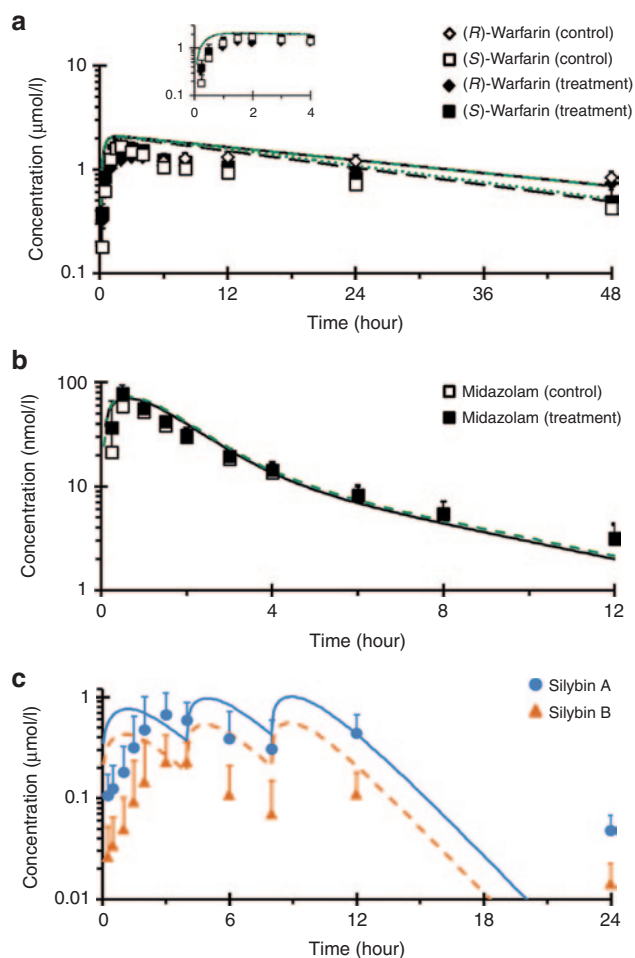 a
2
1
0.1
0
2
4
(R)-Warfarin (control)
(S)-Warfarin (control)
(R)-Warfarin (treatment)
(S)-Warfarin (treatment)
Concentration (μmol/l)
10
1
0.1
0
12
24
36
48
Time (hour)
b
Midazolam (control)
Midazolam (treatment)
Concentration (nmol/l)
100
10
1
0
4
8
12
Time (hour)
c
Silybin A
Silybin B
Concentration (μmol/l)
1
0.1
0.01
0
6
12
18
24
Time (hour)